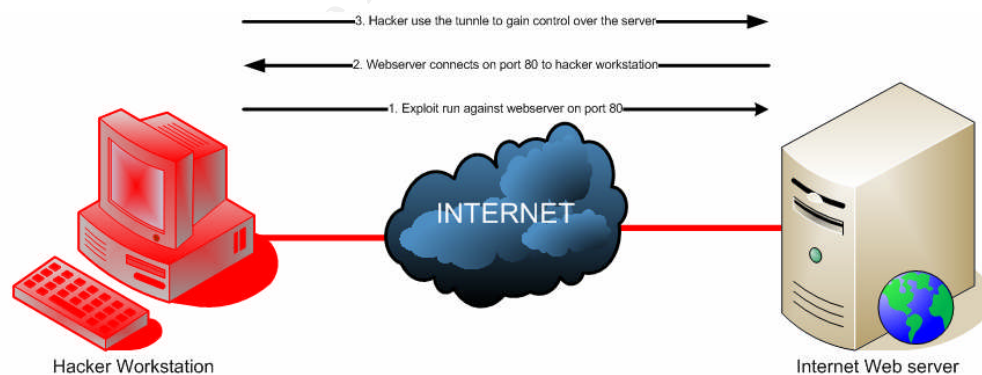 3. Hacker use the tunnle to gain control over the server
2. Webserver connects on port 80 to hacker workstation
1. Exploit run against webserver on port 80
INTERNET
Hacker Workstation
Internet Web server